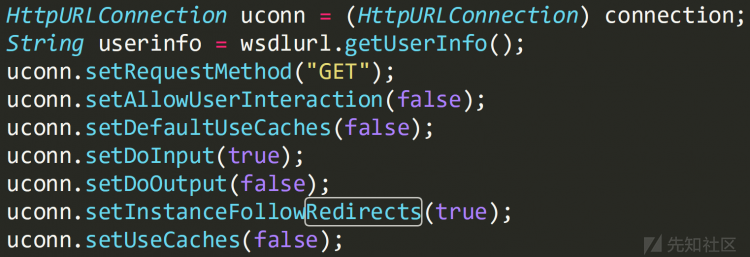 HttpURLConnection uconn = (HttpURLConnection) connection;
String userinfo = wsdlurl.getUserInfo();
uconn.setRequestMethod("GET");
uconn.setAllowUserInteraction(false);
uconn.setDefaultUseCaches(false);
uconn.setDoInput(true);
uconn.setDoOutput(false);
uconn.setInstanceFollowRedirects(true);
uconn.setUseCaches(false);
先知社区